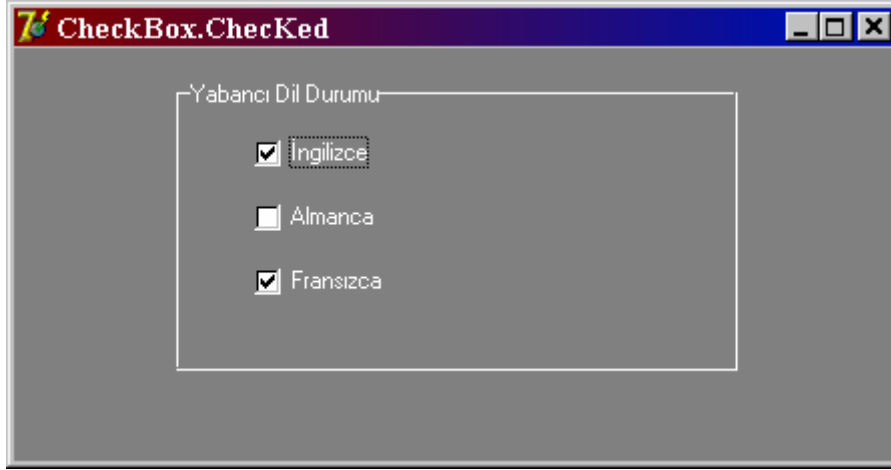 CheckBox.ChecKed
Yabancı Dil Durumu
İngilizce
Almanca
Fransızca